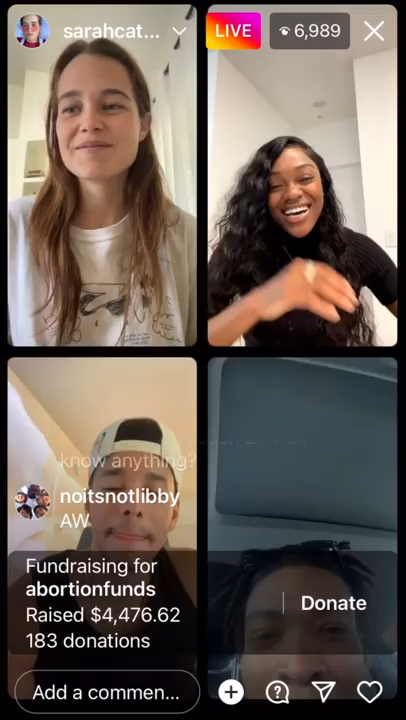 sarahcat...
LIVE
6,989
know anything?
noitsnotlibby
AW
Fundraising for
abortionfunds
Raised $4,476.62
183 donations
Donate
Add a commen...